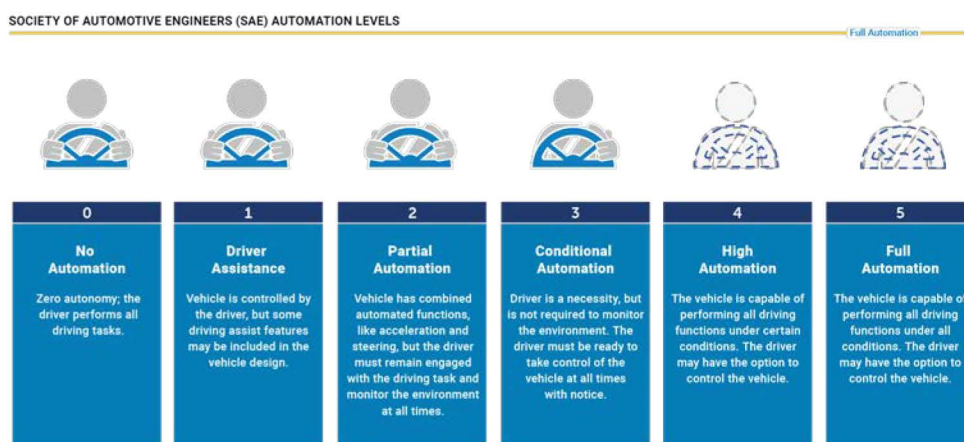 SOCIETY OF AUTOMOTIVE ENGINEERS (SAE) AUTOMATION LEVELS
Full Automation
0
No
Automation
Zero autonomy; the
driver performs all
driving tasks.
1
Driver
Assistance
Vehicle is controlled by
the driver, but some
driving assist features
may be included in the
vehicle design.
2
Partial
Automation
Vehicle has combined
automated functions,
like acceleration and
steering, but the driver
must remain engaged
with the driving task and
monitor the environment
at all times.
3
Conditional
Automation
Driver is a necessity, but
is not required to monitor
the environment. The
driver must be ready to
take control of the
vehicle at all times
with notice.
4
High
Automation
The vehicle is capable of
performing all driving
functions under certain
conditions. The driver
may have the option to
control the vehicle.
5
Full
Automation
The vehicle is capable of
performing all driving
functions under all
conditions. The driver
may have the option to
control the vehicle.